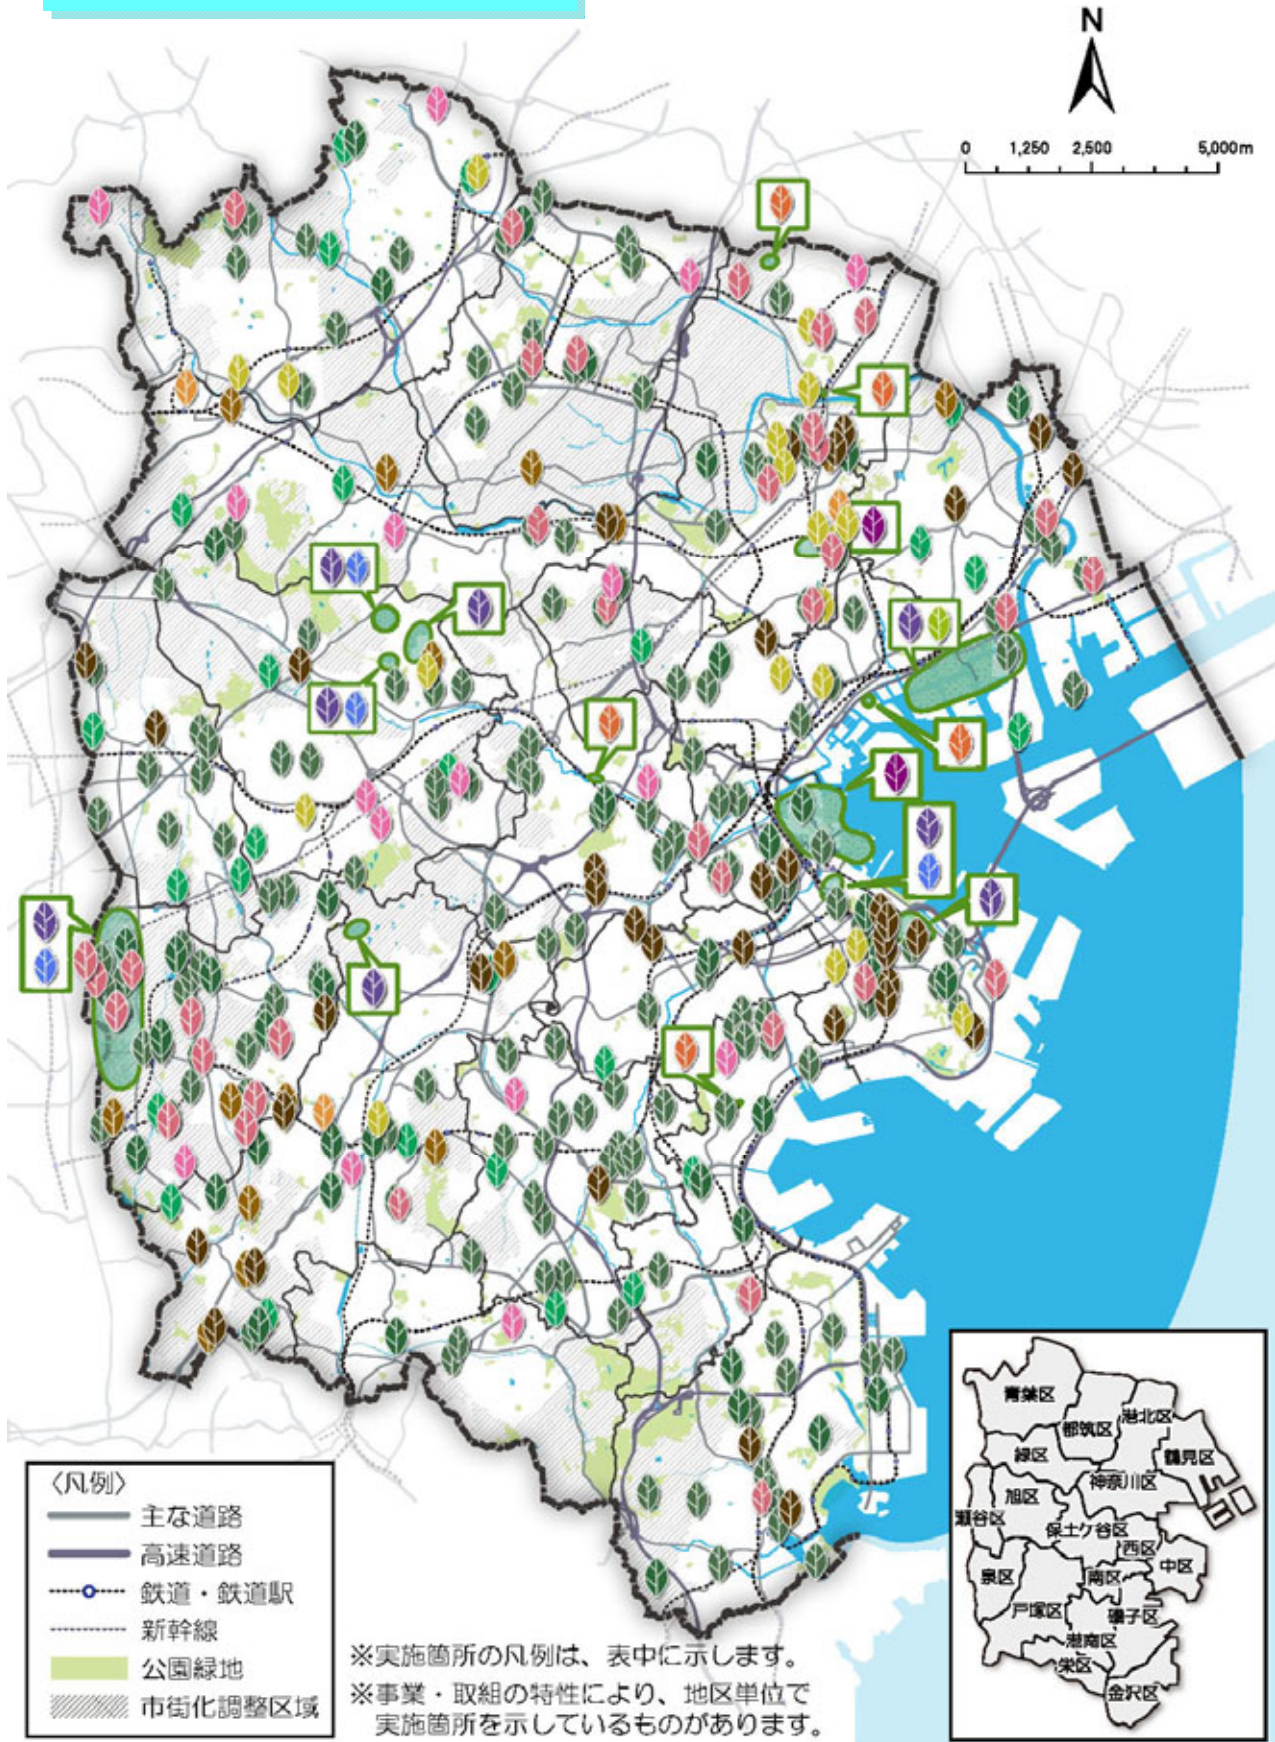 N
0 1,250 2,500 5,000m
青葉区
都筑区
港北区
緑区
鶴見区
神奈川区
旭区
瀬谷区
保土ケ谷区
西区
中区
泉区
南区
戸塚区
磯子区
港南区
栄区
金沢区
〈凡例〉
主な道路
高速道路
鉄道・鉄道駅
新幹線
公園緑地
市街化調整区域
※実施箇所の凡例は、表中に示します。
※事業・取組の特性により、地区単位で
実施箇所を示しているものがあります。